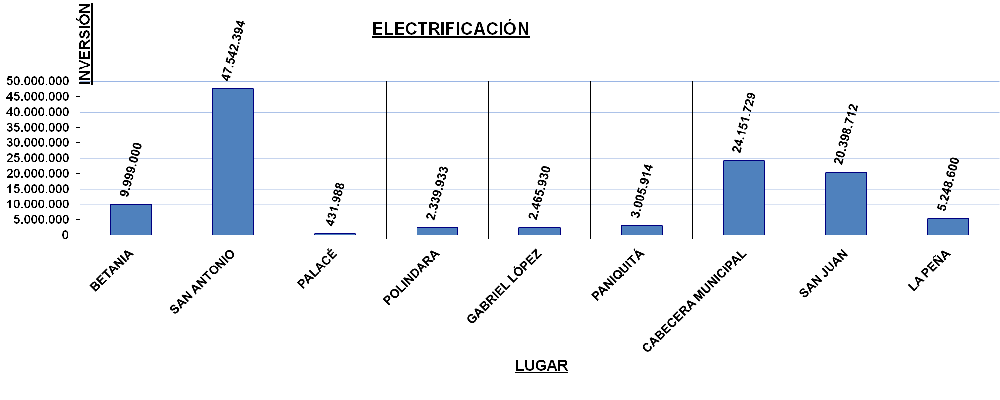 INVERSIÓN
ELECTRIFICACIÓN
50.000.000
45.000.000
40.000.000
35.000.000
30.000.000
25.000.000
20.000.000
15.000.000
10.000.000
5.000.000
0
9.999.000
47.542.394
431.988
2.339.933
2.465.930
3.005.914
24.151.729
20.398.712
5.248.600
BETANIA
SAN ANTONIO
PALACÉ
POLINDARA
GABRIEL LÓPEZ
PANIQUITÁ
CABECERA MUNICIPAL
SAN JUAN
LA PEÑA
LUGAR